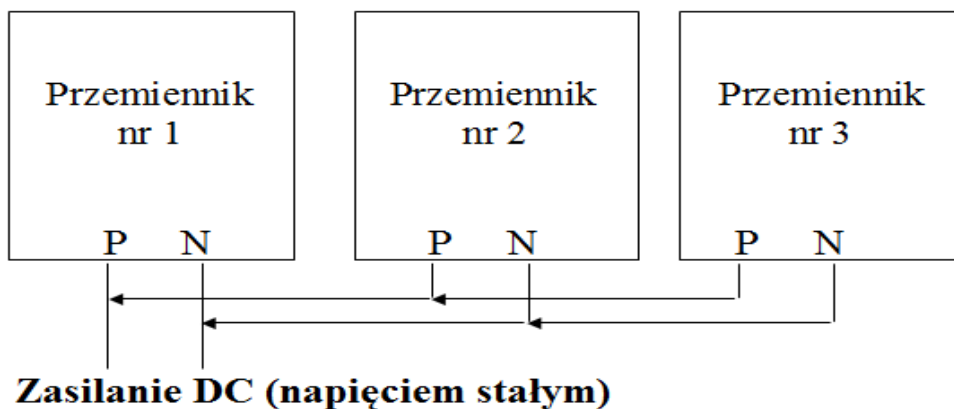 Przemiennik
nr 1
Przemiennik
nr 2
Przemiennik
nr 3
P N
P N
P N
Zasilanie DC (napięciem stałym)